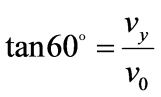 tan60° = v_y / v_0